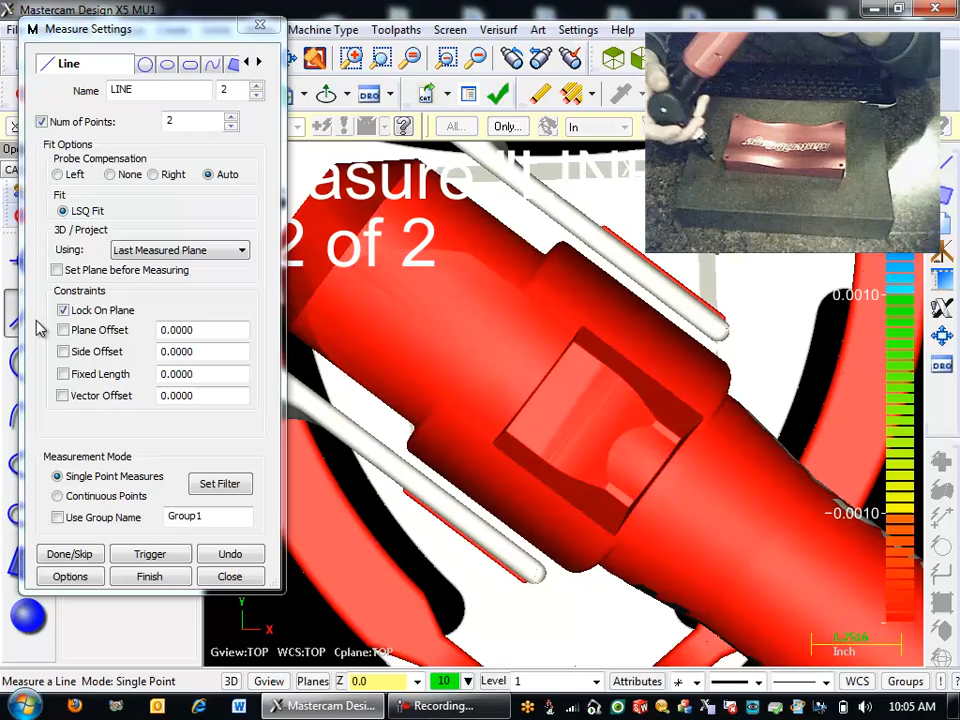 Mastercam Design X5 MU1
Measure Settings
Machine Type Toolpaths Screen Verisurf Art Settings Help
Line
Name LINE 2
DRO
CAT
All... Only... In
Num of Points: 2
Fit Options
Probe Compensation
Left None Right Auto
Fit
LSQ Fit
3D / Project
Using: Last Measured Plane
Set Plane before Measuring
Constraints
Lock On Plane
Plane Offset 0.0000
Side Offset 0.0000
Fixed Length 0.0000
Vector Offset 0.0000
Measurement Mode
Single Point Measures
Continuous Points
Set Filter
Use Group Name Group1
Done/Skip Trigger Undo
Options Finish Close
2 of 2
0.0010
−0.0010
DRO
Y
X
0.2516
Inch
Gview:TOP WCS:TOP Cplane:TOP
Measure a Line Mode: Single Point 3D Gview Planes Z 0.0 10 Level 1 Attributes WCS Groups
Mastercam Desi... Recording... 10:05 AM